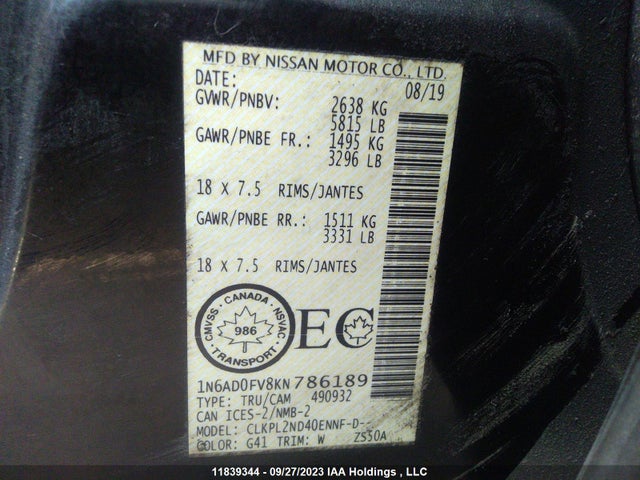 MFD BY NISSAN MOTOR CO., LTD.
DATE: 08/19
GVWR/PNBV: 2638 KG
5815 LB
GAWR/PNBE FR.: 1495 KG
3296 LB
18 X 7.5 RIMS/JANTES
GAWR/PNBE RR.: 1511 KG
3331 LB
18 X 7.5 RIMS/JANTES
CMVSS - CANADA - NSVAC
986
TRANSPORT
EC
1N6AD0FV8KN786189
TYPE: TRU/CAM 490932
CAN ICES-2/NMB-2
MODEL: CLKPL2ND40ENNF-D-
COLOR: G41 TRIM: W ZS50A
11839344 - 09/27/2023 IAA Holdings , LLC